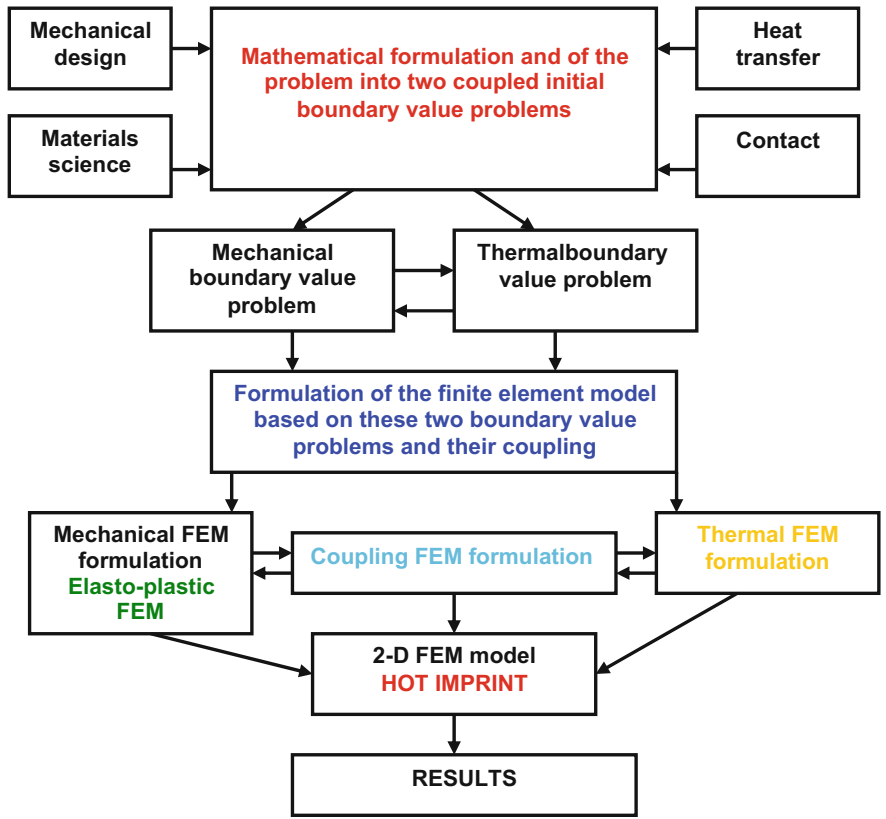 Mechanical
design
Mathematical formulation and of the
problem into two coupled initial
boundary value problems
Heat
transfer
Materials
science
Contact
Mechanical
boundary value
problem
Thermalboundary
value problem
Formulation of the finite element model
based on these two boundary value
problems and their coupling
Mechanical FEM
formulation
Elasto-plastic
FEM
Coupling FEM formulation
Thermal FEM
formulation
2-D FEM model
HOT IMPRINT
RESULTS